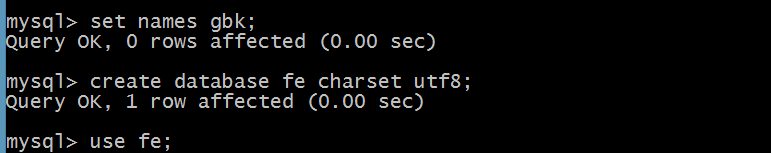 mysql> set names gbk;
Query OK, 0 rows affected (0.00 sec)
mysql> create database fe charset utf8;
Query OK, 1 row affected (0.00 sec)
mysql> use fe;